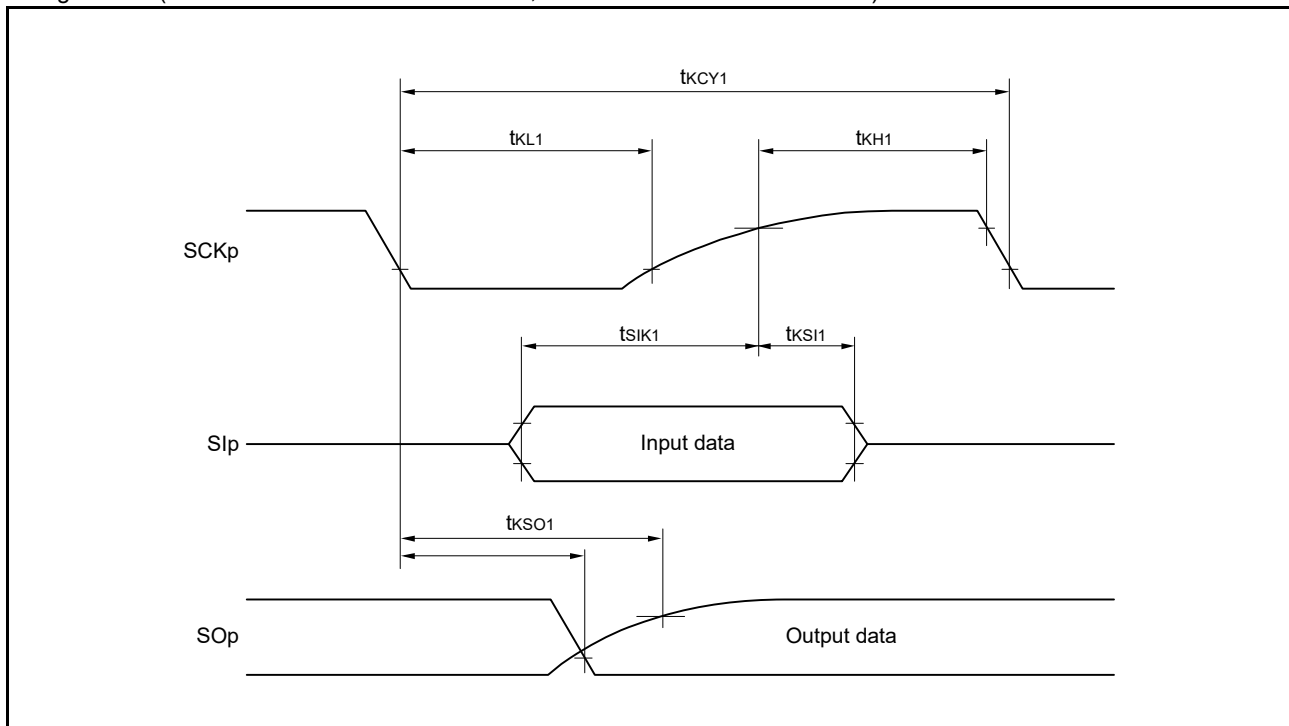 tKCY1
tKL1
tKH1
SCKp
tSIK1
tKSI1
SIp
Input data
tKSO1
SOp
Output data